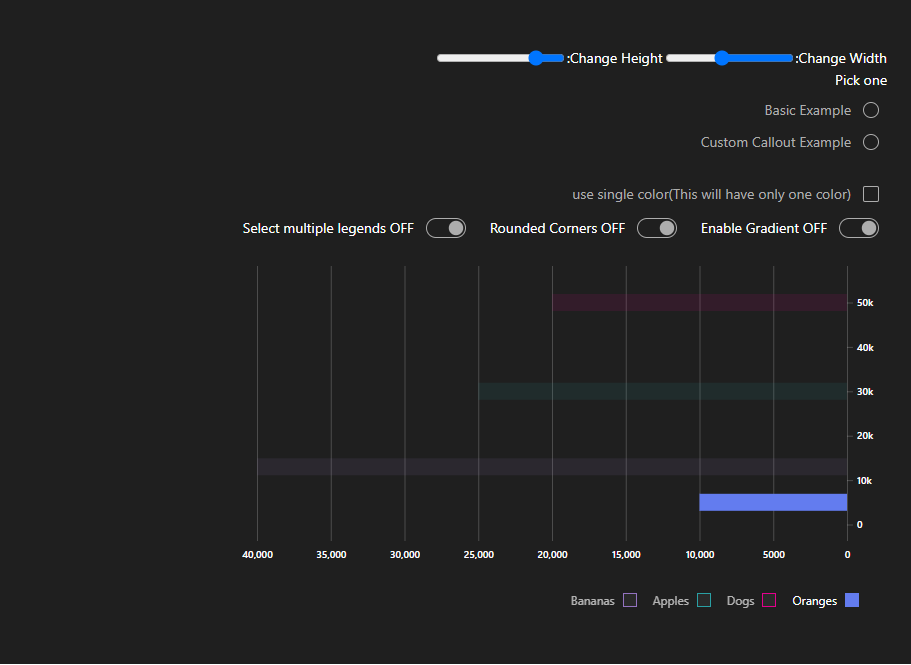 :Change Height :Change Width
Pick one
Basic Example
Custom Callout Example
use single color(This will have only one color)
Select multiple legends OFF Rounded Corners OFF Enable Gradient OFF
50k
40k
30k
20k
10k
0
40,000 35,000 30,000 25,000 20,000 15,000 10,000 5000 0
Bananas Apples Dogs Oranges